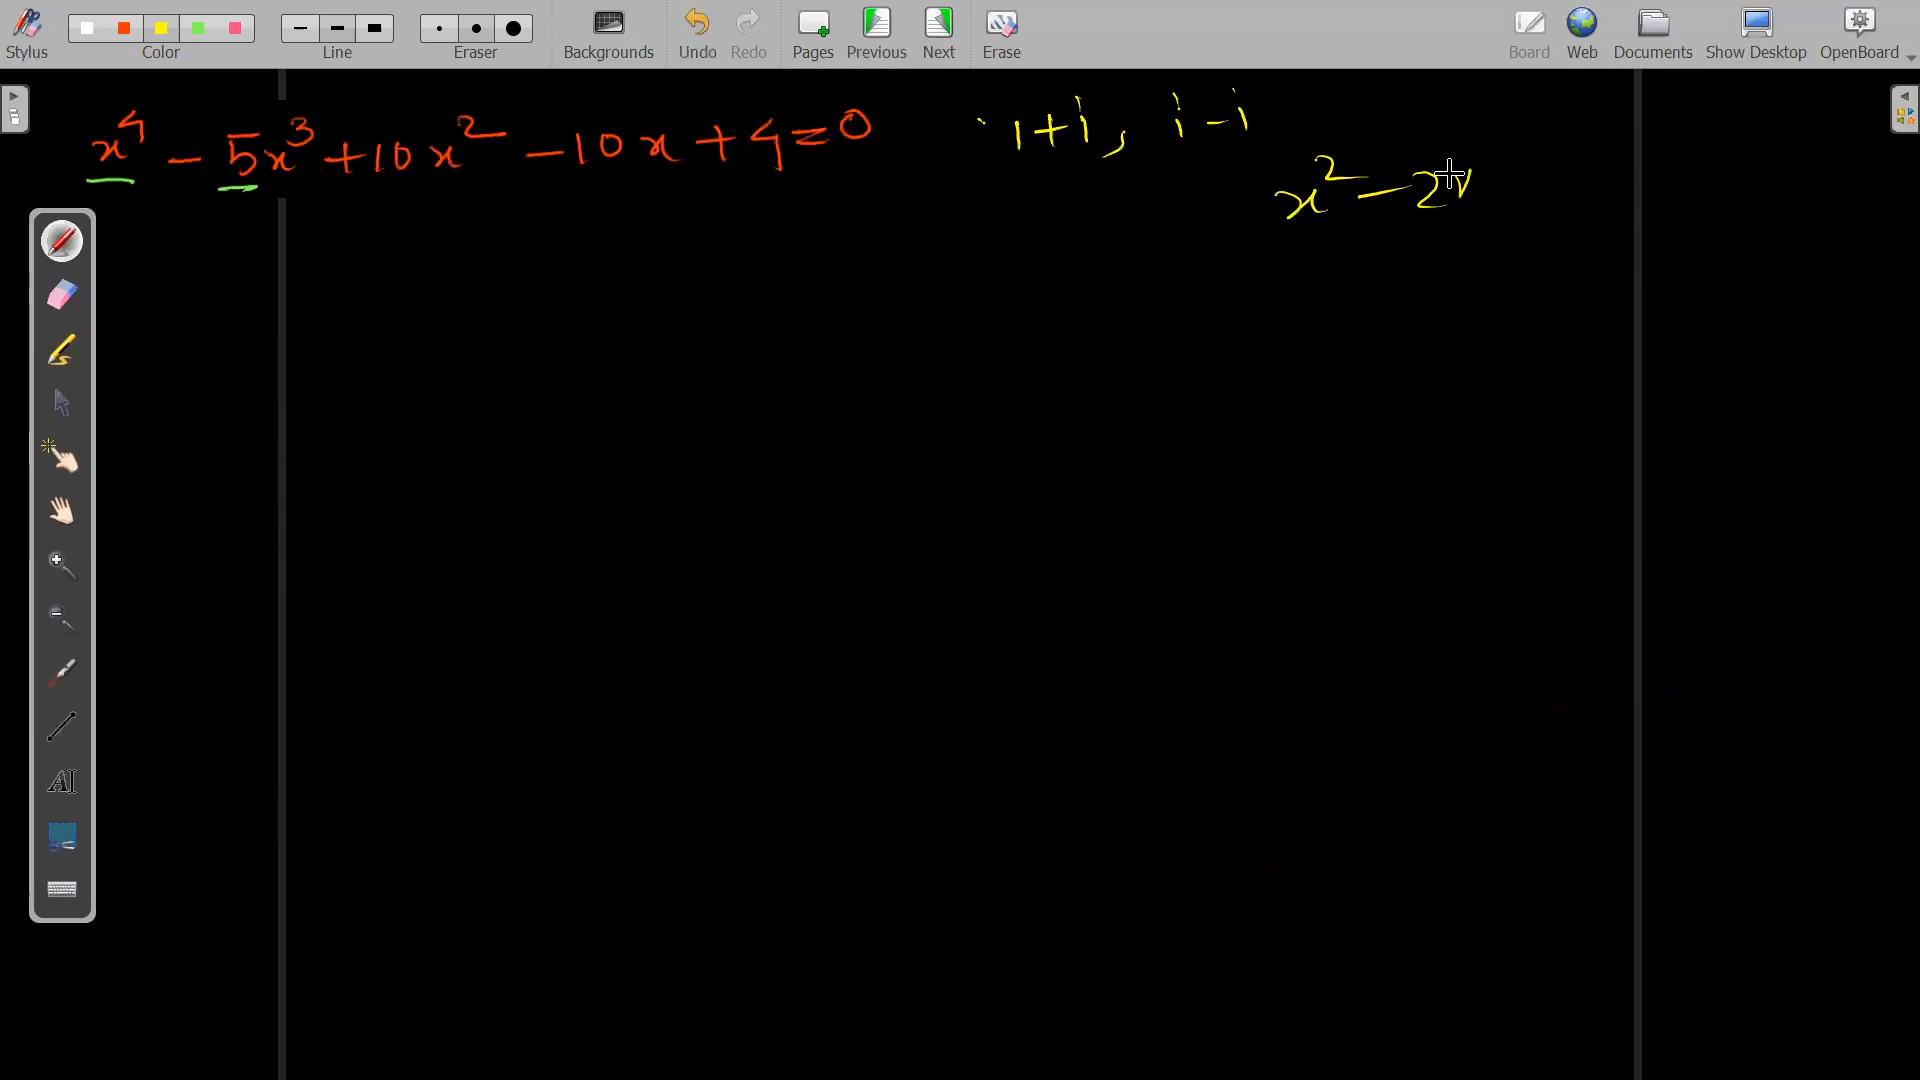 Stylus Color Line Eraser Backgrounds Undo Redo Pages Previous Next Erase Board Web Documents Show Desktop OpenBoard
x⁴ - 5x³ + 10x² - 10x + 4 = 0
1+i, i-i
x² - 2
AI